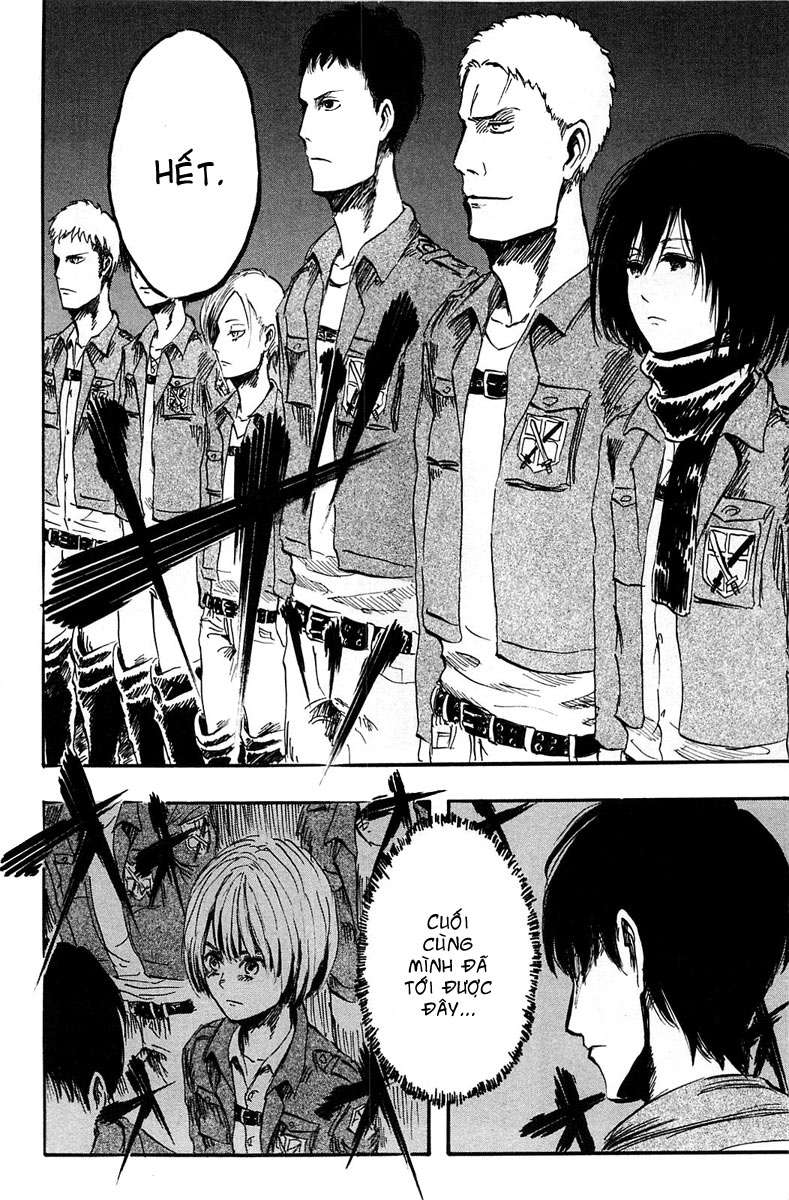 HẾT.
CUỐI
CÙNG
MÌNH ĐÃ
TỚI ĐƯỢC
ĐÂY...